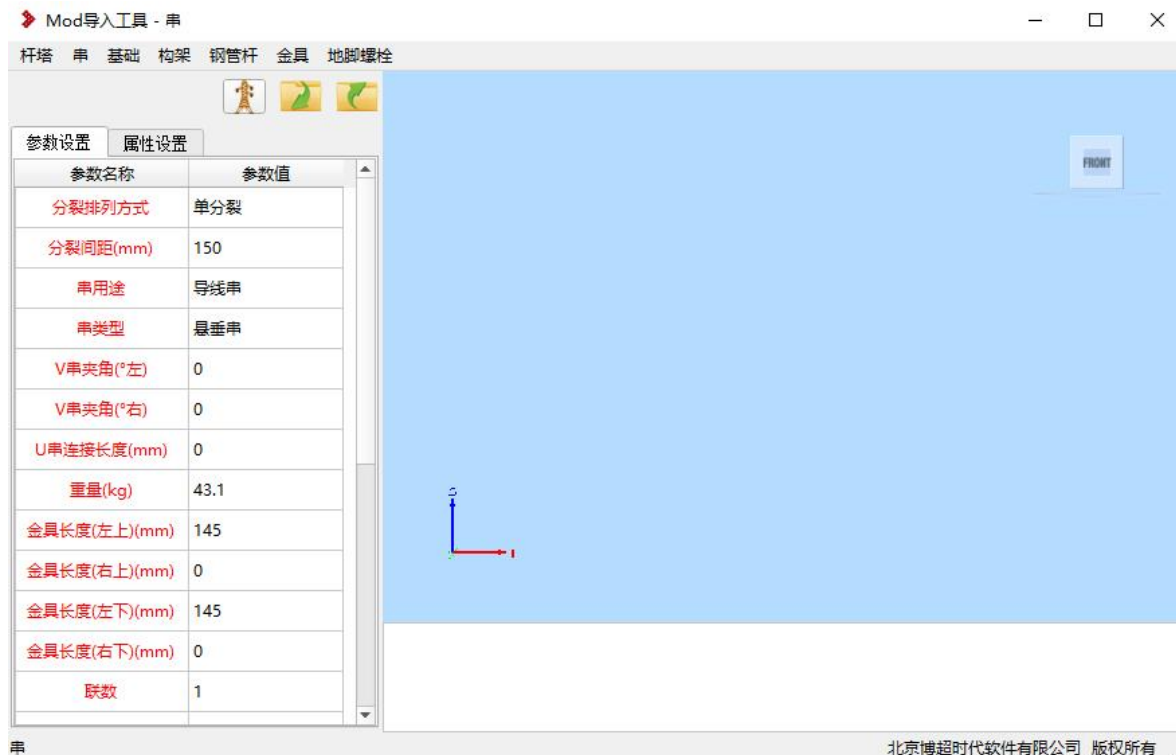 Mod导入工具 - 串
杆塔 串 基础 构架 钢管杆 金具 地脚螺栓
参数设置 属性设置
参数名称 参数值
分裂排列方式 单分裂
分裂间距(mm) 150
串用途 导线串
串类型 悬垂串
V串夹角(°左) 0
V串夹角(°右) 0
U串连接长度(mm) 0
重量(kg) 43.1
金具长度(左上)(mm) 145
金具长度(右上)(mm) 0
金具长度(左下)(mm) 145
金具长度(右下)(mm) 0
联数 1
FRONT
串
北京博超时代软件有限公司 版权所有